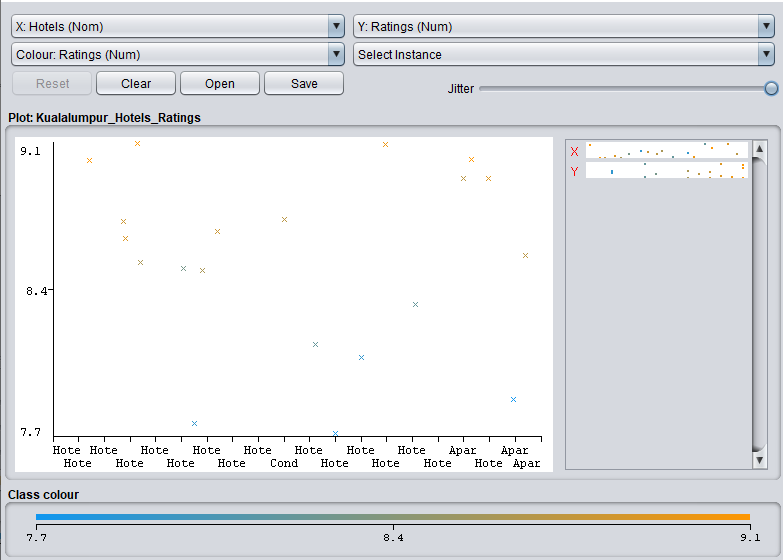 X: Hotels (Nom) Y: Ratings (Num)
Colour: Ratings (Num) Select Instance
Reset Clear Open Save Jitter
Plot: Kualalumpur_Hotels_Ratings
9.1
8.4
7.7
X
Y
Hote Hote Hote Hote Hote Hote Hote Hote Apar Apar
Hote Hote Hote Hote Cond Hote Hote Hote Hote Apar
Class colour
7.7 8.4 9.1